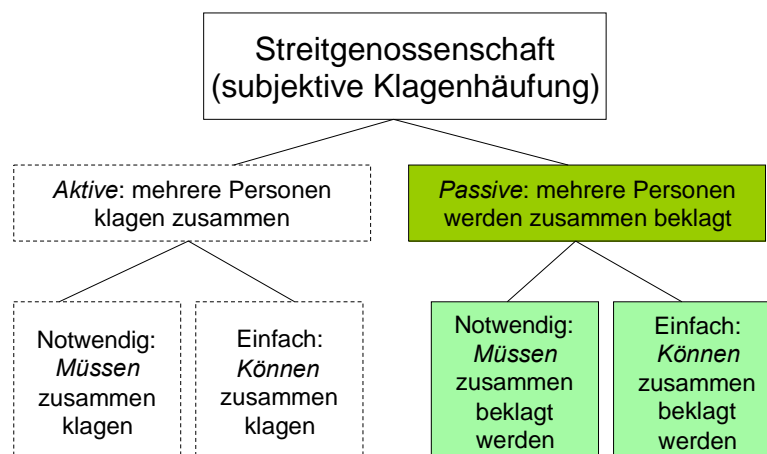 Streitgenossenschaft
(subjektive Klagenhäufung)
Aktive: mehrere Personen
klagen zusammen
Passive: mehrere Personen
werden zusammen beklagt
Notwendig:
Müssen
zusammen
klagen
Einfach:
Können
zusammen
klagen
Notwendig:
Müssen
zusammen
beklagt
werden
Einfach:
Können
zusammen
beklagt
werden